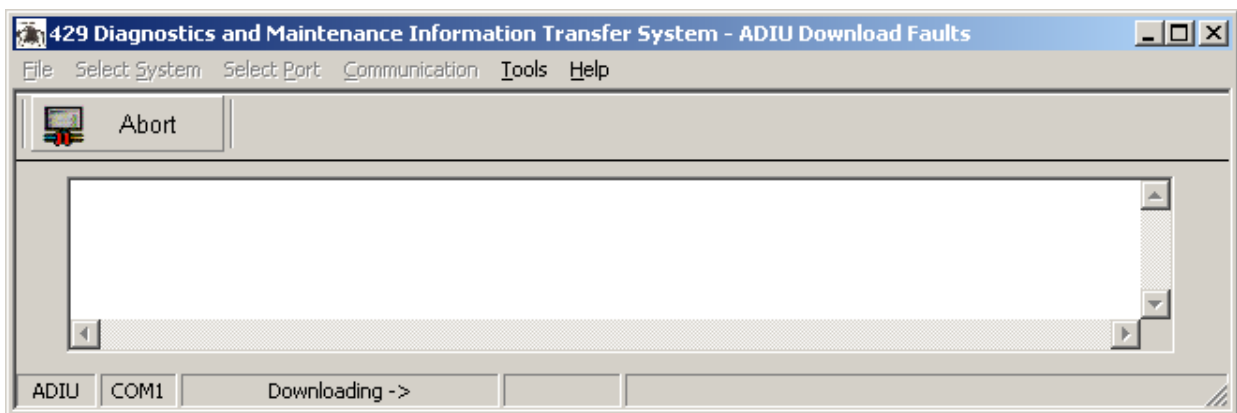 429 Diagnostics and Maintenance Information Transfer System - ADIU Download Faults
File Select System Select Port Communication Tools Help
Abort
ADIU COM1 Downloading ->